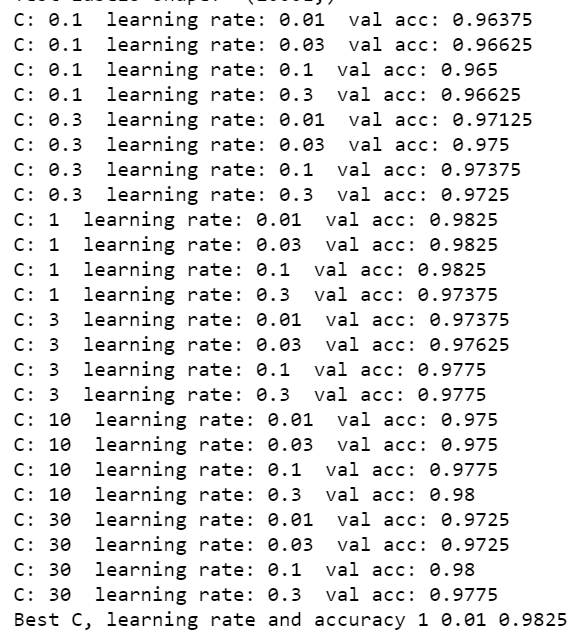 C: 0.1  learning rate: 0.01  val acc: 0.96375
C: 0.1  learning rate: 0.03  val acc: 0.96625
C: 0.1  learning rate: 0.1  val acc: 0.965
C: 0.1  learning rate: 0.3  val acc: 0.96625
C: 0.3  learning rate: 0.01  val acc: 0.97125
C: 0.3  learning rate: 0.03  val acc: 0.975
C: 0.3  learning rate: 0.1  val acc: 0.97375
C: 0.3  learning rate: 0.3  val acc: 0.9725
C: 1  learning rate: 0.01  val acc: 0.9825
C: 1  learning rate: 0.03  val acc: 0.9825
C: 1  learning rate: 0.1  val acc: 0.9825
C: 1  learning rate: 0.3  val acc: 0.97375
C: 3  learning rate: 0.01  val acc: 0.97375
C: 3  learning rate: 0.03  val acc: 0.97625
C: 3  learning rate: 0.1  val acc: 0.9775
C: 3  learning rate: 0.3  val acc: 0.9775
C: 10  learning rate: 0.01  val acc: 0.975
C: 10  learning rate: 0.03  val acc: 0.975
C: 10  learning rate: 0.1  val acc: 0.9775
C: 10  learning rate: 0.3  val acc: 0.98
C: 30  learning rate: 0.01  val acc: 0.9725
C: 30  learning rate: 0.03  val acc: 0.9725
C: 30  learning rate: 0.1  val acc: 0.98
C: 30  learning rate: 0.3  val acc: 0.9775
Best C, learning rate and accuracy 1 0.01 0.9825